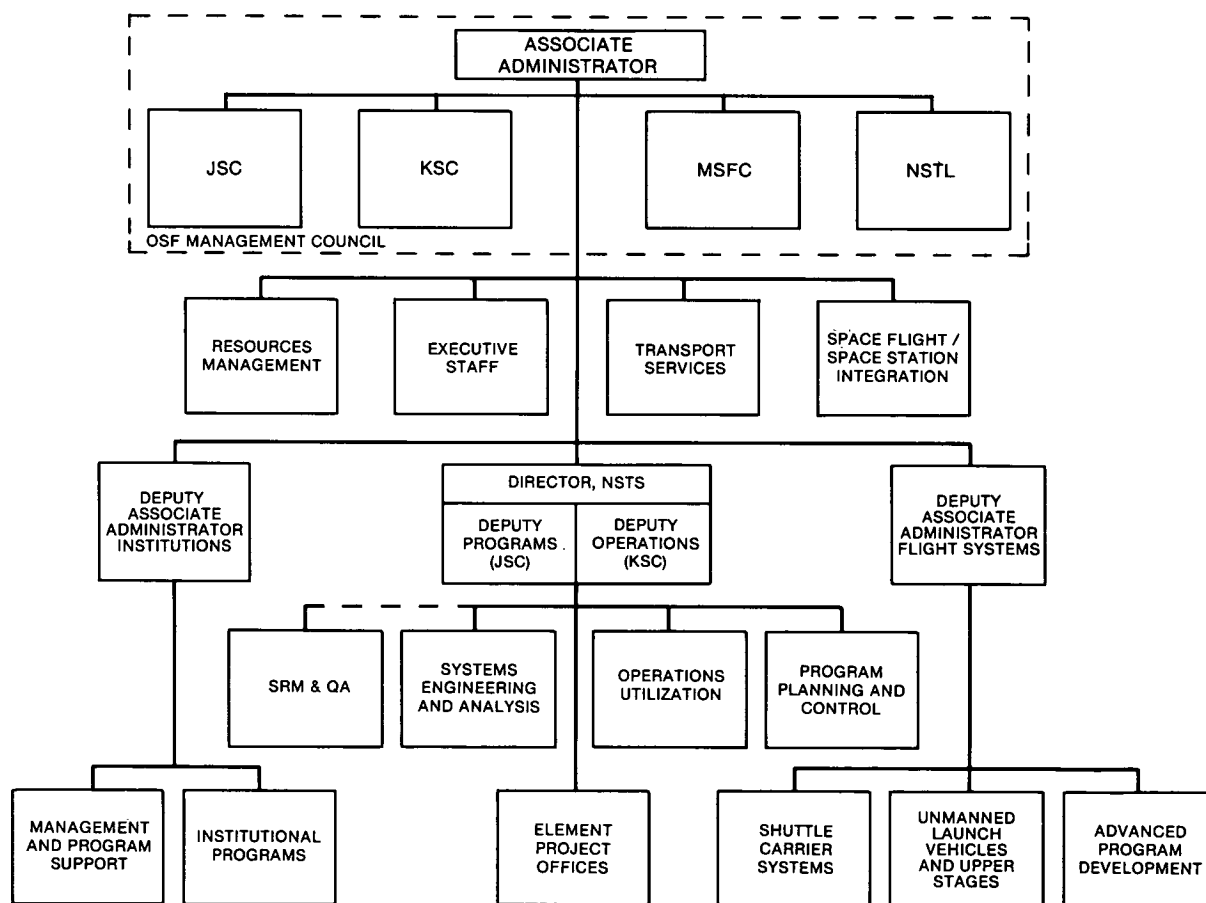 ASSOCIATE
ADMINISTRATOR
JSC
KSC
MSFC
NSTL
OSF MANAGEMENT COUNCIL
RESOURCES
MANAGEMENT
EXECUTIVE
STAFF
TRANSPORT
SERVICES
SPACE FLIGHT /
SPACE STATION
INTEGRATION
DEPUTY
ASSOCIATE
ADMINISTRATOR
INSTITUTIONS
DIRECTOR, NSTS
DEPUTY
PROGRAMS
(JSC)
DEPUTY
OPERATIONS
(KSC)
DEPUTY
ASSOCIATE
ADMINISTRATOR
FLIGHT SYSTEMS
SRM & QA
SYSTEMS
ENGINEERING
AND ANALYSIS
OPERATIONS
UTILIZATION
PROGRAM
PLANNING AND
CONTROL
MANAGEMENT
AND PROGRAM
SUPPORT
INSTITUTIONAL
PROGRAMS
ELEMENT
PROJECT
OFFICES
SHUTTLE
CARRIER
SYSTEMS
UNMANNED
LAUNCH
VEHICLES
AND UPPER
STAGES
ADVANCED
PROGRAM
DEVELOPMENT